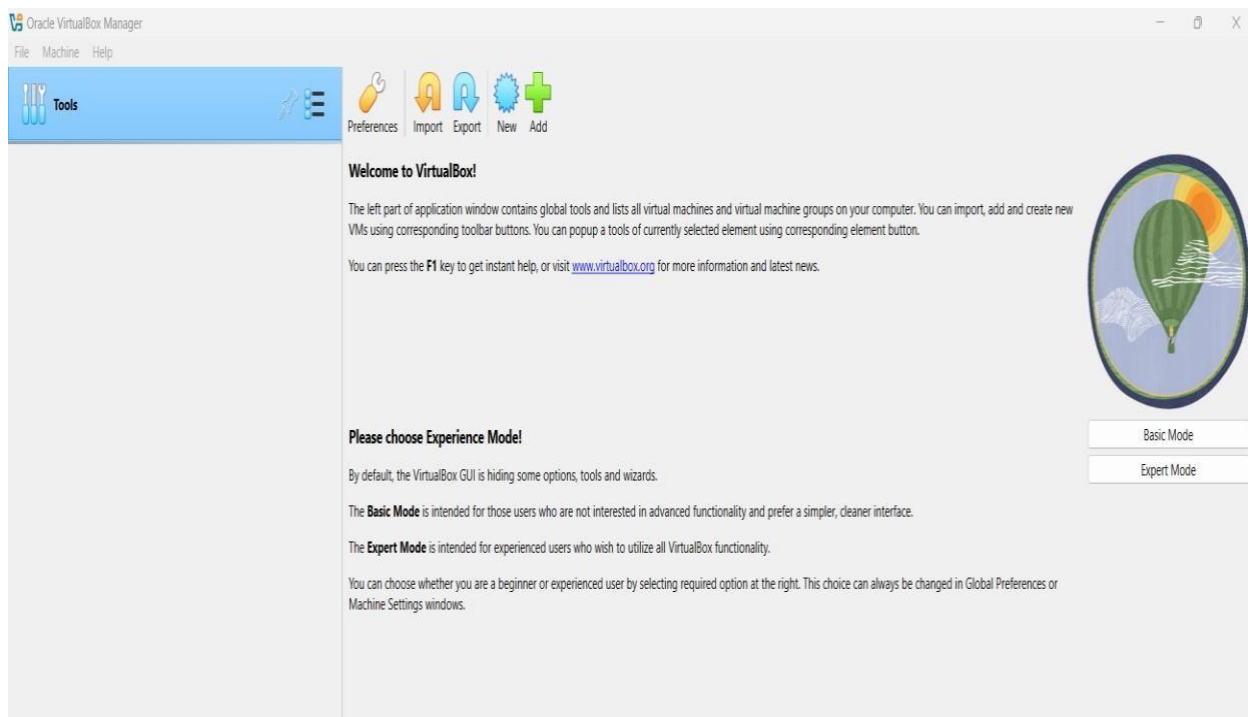 Oracle VirtualBox Manager
File Machine Help
Tools
Preferences Import Export New Add
Welcome to VirtualBox!
The left part of application window contains global tools and lists all virtual machines and virtual machine groups on your computer. You can import, add and create new
VMs using corresponding toolbar buttons. You can popup a tools of currently selected element using corresponding element button.
You can press the F1 key to get instant help, or visit www.virtualbox.org for more information and latest news.
Please choose Experience Mode!
By default, the VirtualBox GUI is hiding some options, tools and wizards.
The Basic Mode is intended for those users who are not interested in advanced functionality and prefer a simpler, cleaner interface.
The Expert Mode is intended for experienced users who wish to utilize all VirtualBox functionality.
You can choose whether you are a beginner or experienced user by selecting required option at the right. This choice can always be changed in Global Preferences or
Machine Settings windows.
Basic Mode
Expert Mode